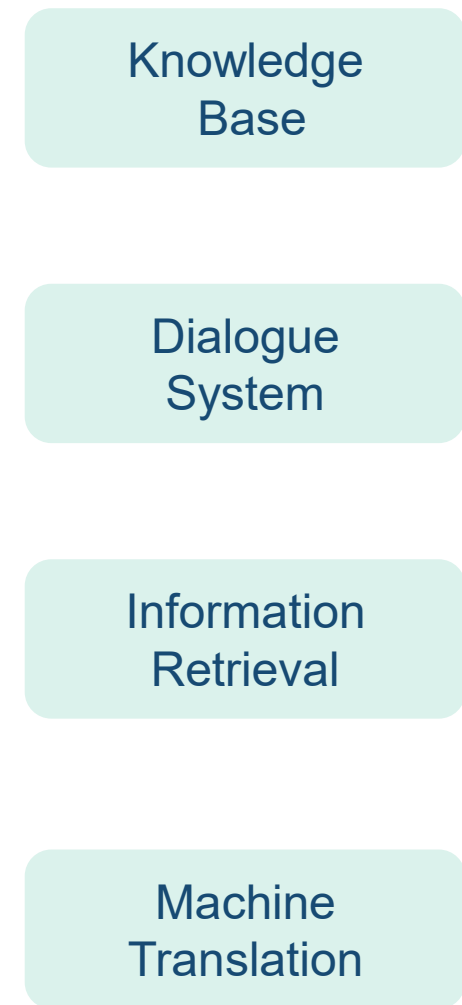 Knowledge
Base
Dialogue
System
Information
Retrieval
Machine
Translation